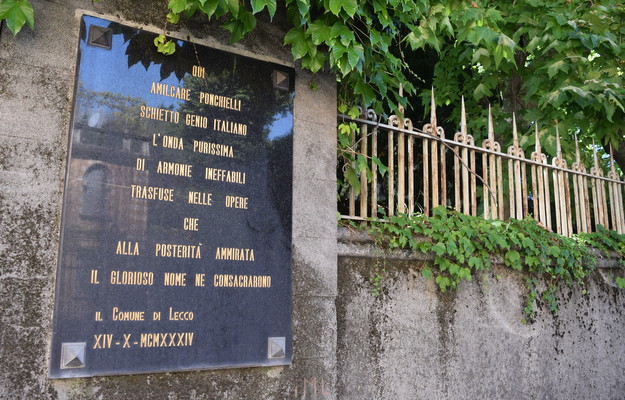 QUI
AMILCARE PONCHIELLI
SCHIETTO GENIO ITALIANO
L'ONDA PURISSIMA
DI ARMONIE INEFFABILI
TRASFUSE NELLE OPERE
CHE
ALLA POSTERITÀ AMMIRATA
IL GLORIOSO NOME NE CONSACRARONO
IL COMUNE DI LECCO
XIV-X-MCMXXXIV